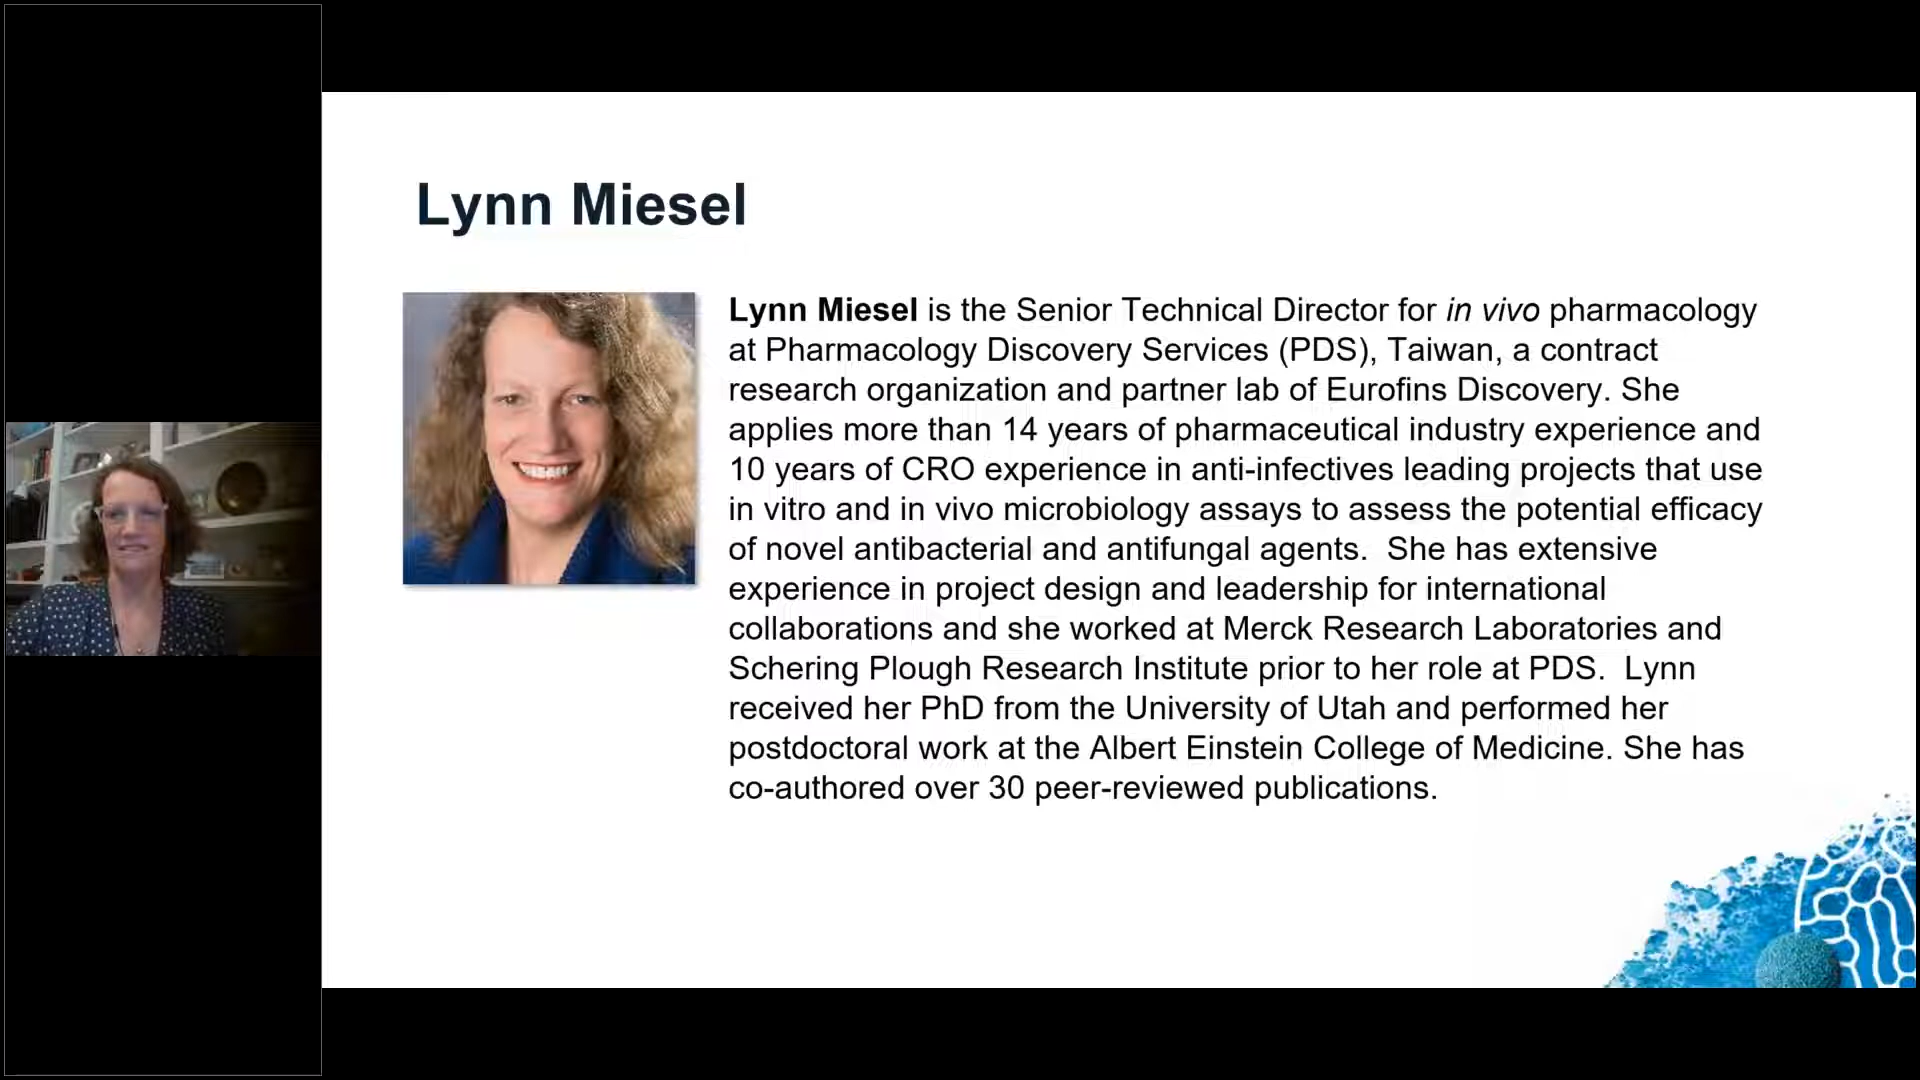 Lynn Miesel
Lynn Miesel is the Senior Technical Director for in vivo pharmacology
at Pharmacology Discovery Services (PDS), Taiwan, a contract
research organization and partner lab of Eurofins Discovery. She
applies more than 14 years of pharmaceutical industry experience and
10 years of CRO experience in anti-infectives leading projects that use
in vitro and in vivo microbiology assays to assess the potential efficacy
of novel antibacterial and antifungal agents.  She has extensive
experience in project design and leadership for international
collaborations and she worked at Merck Research Laboratories and
Schering Plough Research Institute prior to her role at PDS.  Lynn
received her PhD from the University of Utah and performed her
postdoctoral work at the Albert Einstein College of Medicine. She has
co-authored over 30 peer-reviewed publications.